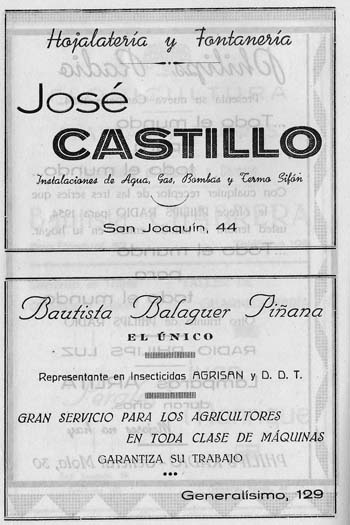 Hojalatería y Fontanería
José
CASTILLO
Instalaciones de Agua, Gas, Bombas y Termo Sifón
San Joaquín, 44
Bautista Balaguer Piñana
EL ÚNICO
Representante en Insecticidas AGRISAN y D. D. T.
GRAN SERVICIO PARA LOS AGRICULTORES
EN TODA CLASE DE MÁQUINAS
GARANTIZA SU TRABAJO
Generalísimo, 129